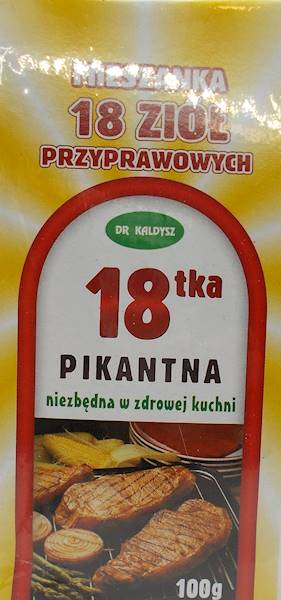 MIESZANKA
18 ZIÓŁ
PRZYPRAWOWYCH
DR KALDYSZ
18tka
PIKANTNA
niezbędna w zdrowej kuchni
100g